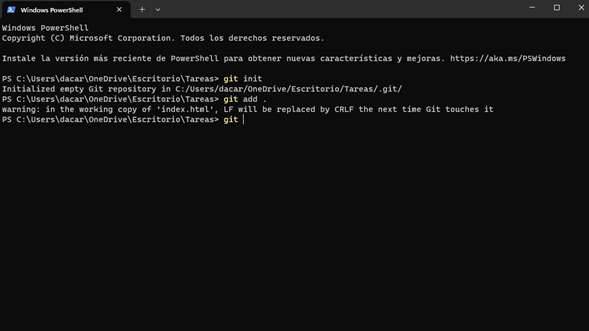 Windows PowerShell
Windows PowerShell
Copyright (C) Microsoft Corporation. Todos los derechos reservados.
Instale la versión más reciente de PowerShell para obtener nuevas características y mejoras. https://aka.ms/PSWindows
PS C:\Users\dacar\OneDrive\Escritorio\Tareas> git init
Initialized empty Git repository in C:/Users/dacar/OneDrive/Escritorio/Tareas/.git/
PS C:\Users\dacar\OneDrive\Escritorio\Tareas> git add .
warning: in the working copy of 'index.html', LF will be replaced by CRLF the next time Git touches it
PS C:\Users\dacar\OneDrive\Escritorio\Tareas> git